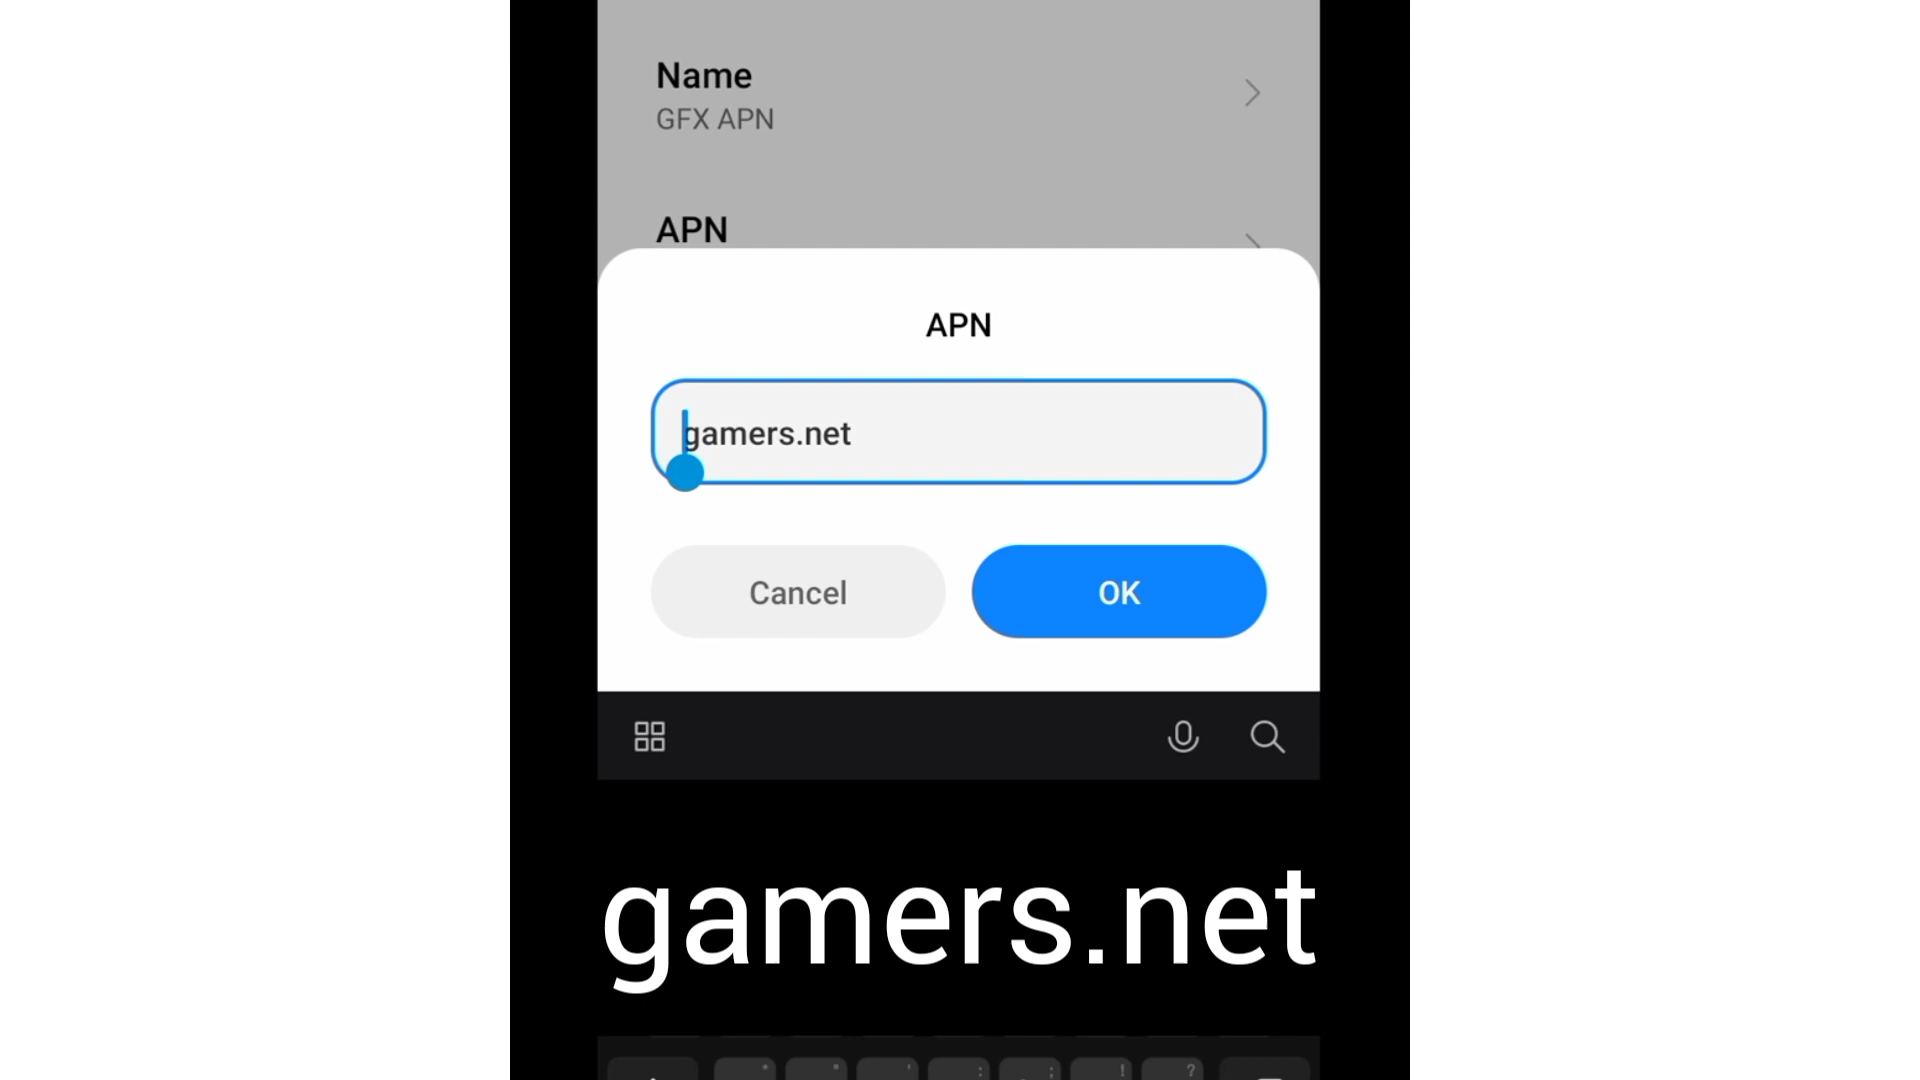 Name
GFX APN
APN
APN
gamers.net
Cancel
OK
gamers.net
* " ' : ; ! ?